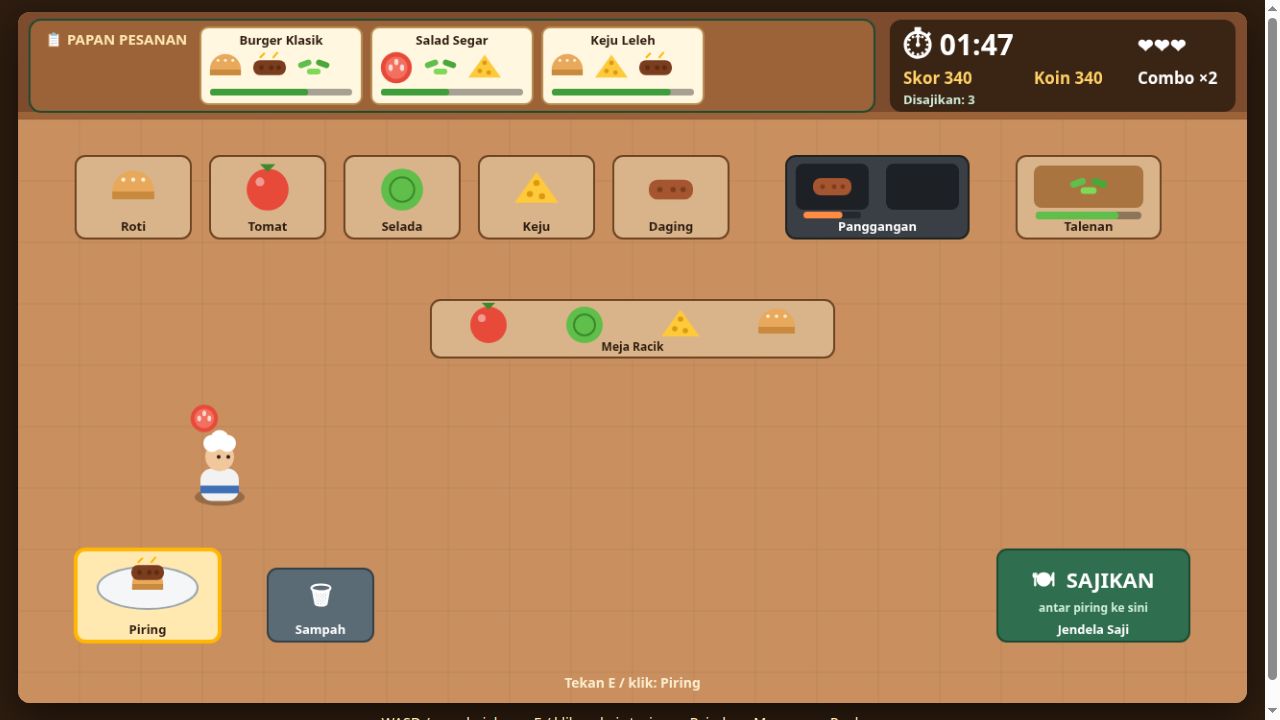 📋 PAPAN PESANAN
Burger Klasik
Salad Segar
Keju Leleh
⏱ 01:47
❤❤❤
Skor 340
Koin 340
Combo ×2
Disajikan: 3
Roti
Tomat
Selada
Keju
Daging
Panggangan
Talenan
Meja Racik
Piring
Sampah
🍽 SAJIKAN
antar piring ke sini
Jendela Saji
Tekan E / klik: Piring